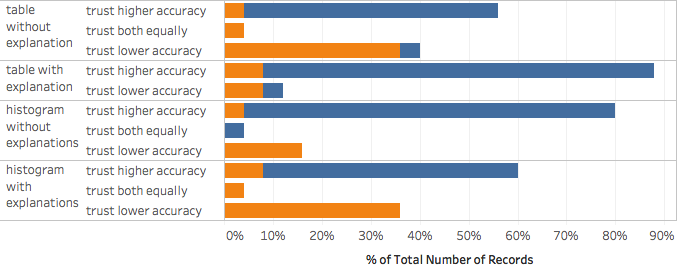 table without explanation
trust higher accuracy
trust both equally
trust lower accuracy
table with explanation
trust higher accuracy
trust lower accuracy
histogram without explanations
trust higher accuracy
trust both equally
trust lower accuracy
histogram with explanations
trust higher accuracy
trust both equally
trust lower accuracy
0% 10% 20% 30% 40% 50% 60% 70% 80% 90%
% of Total Number of Records